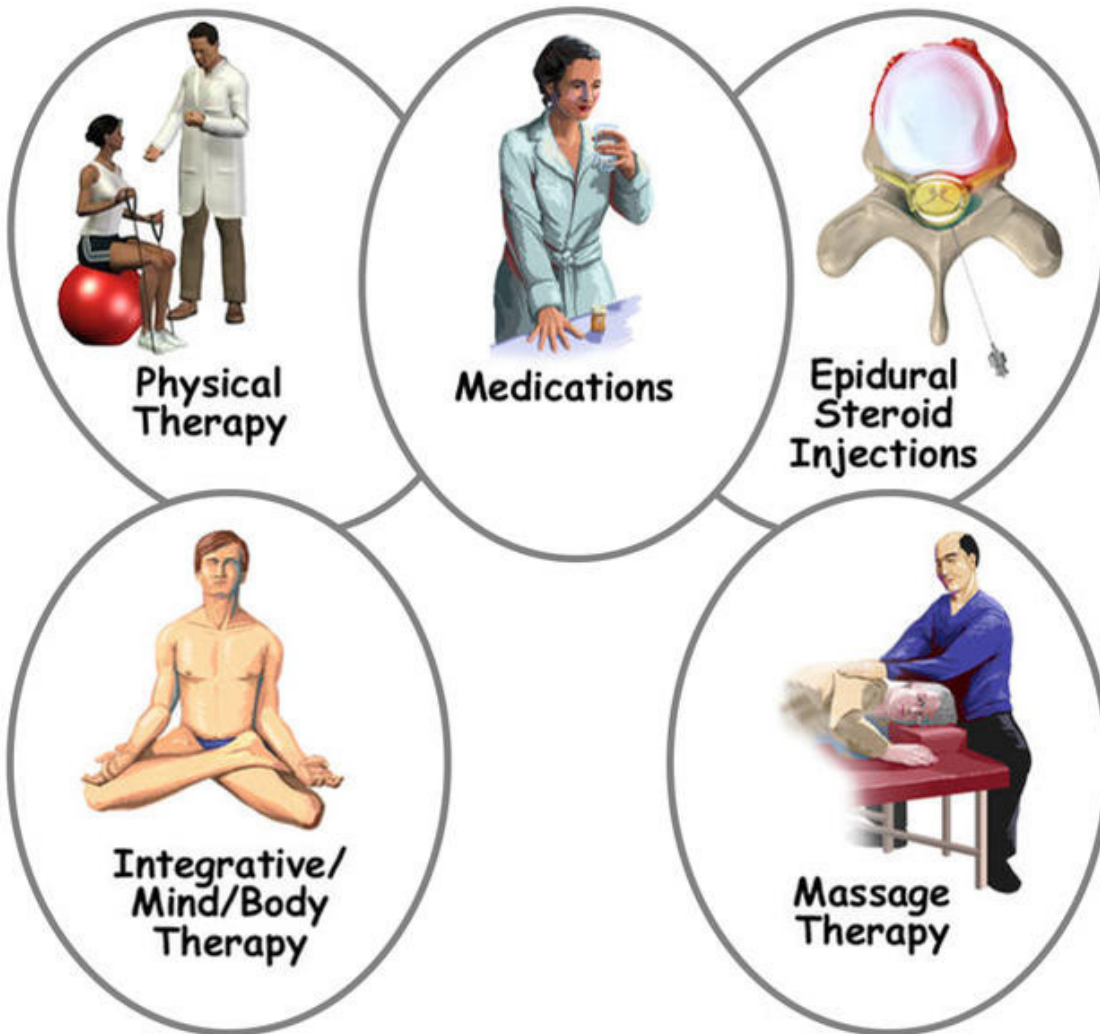 Physical
Therapy
Medications
Epidural
Steroid
Injections
Integrative/
Mind/Body
Therapy
Massage
Therapy